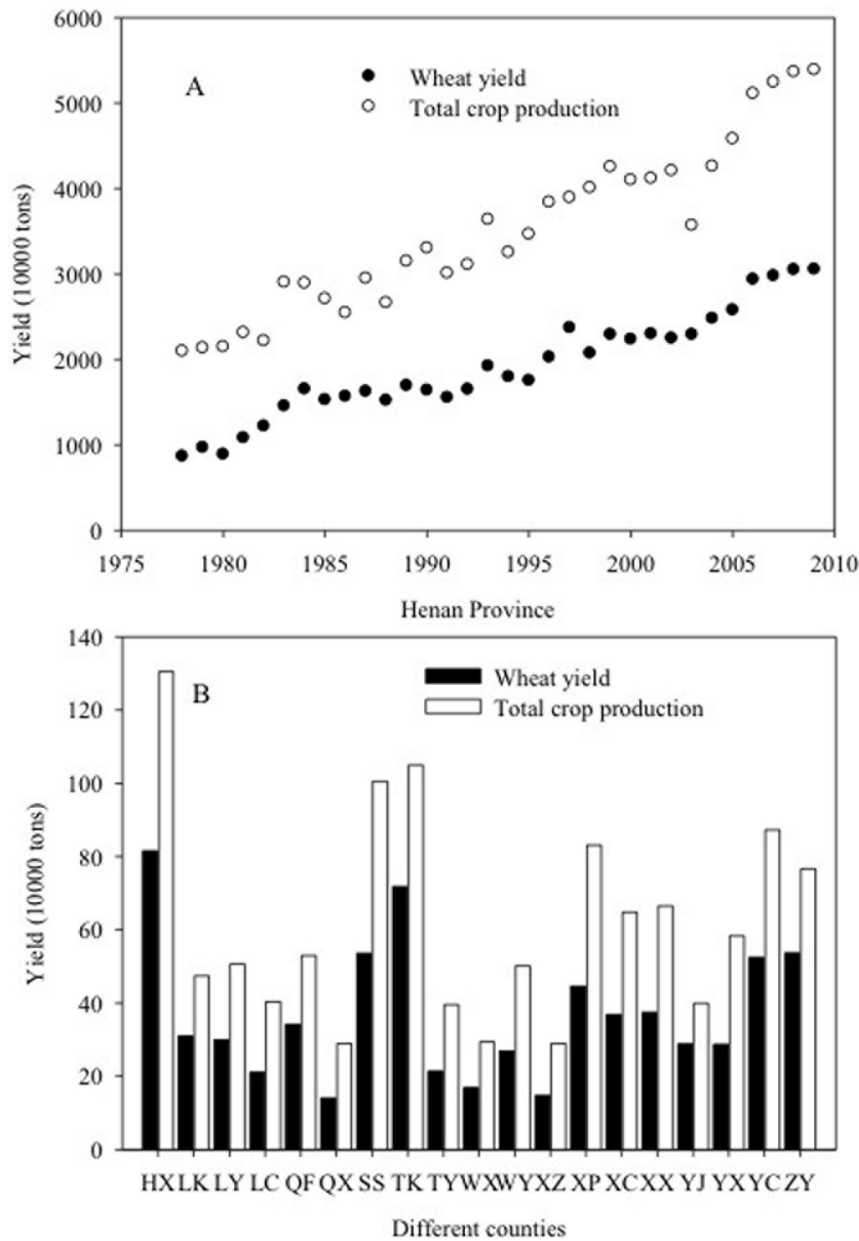 6000
5000
4000
3000
2000
1000
0
Yield (10000 tons)
A
Wheat yield
Total crop production
1975 1980 1985 1990 1995 2000 2005 2010
Henan Province
140
120
100
80
60
40
20
0
Yield (10000 tons)
B
Wheat yield
Total crop production
HX LK LY LC QF QX SS TK TY WX WY XZ XP XC XX YJ YX YC ZY
Different counties